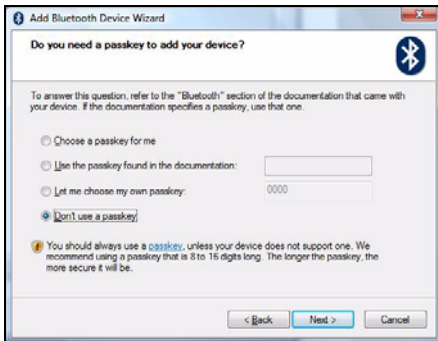 Add Bluetooth Device Wizard
Do you need a passkey to add your device?
To answer this question, refer to the "Bluetooth" section of the documentation that came with
your device. If the documentation specifies a passkey, use that one.
Choose a passkey for me
Use the passkey found in the documentation:
Let me choose my own passkey:
0000
Don't use a passkey
You should always use a passkey, unless your device does not support one. We
recommend using a passkey that is 8 to 16 digits long. The longer the passkey, the
more secure it will be.
< Back
Next >
Cancel